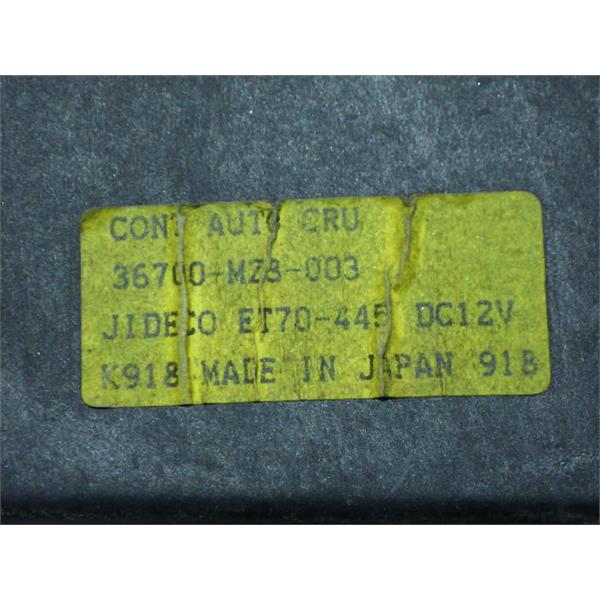 CONT AUTO CRU
36700-MZ8-003
JIDECO ET70-445 DC12V
K918 MADE IN JAPAN 918